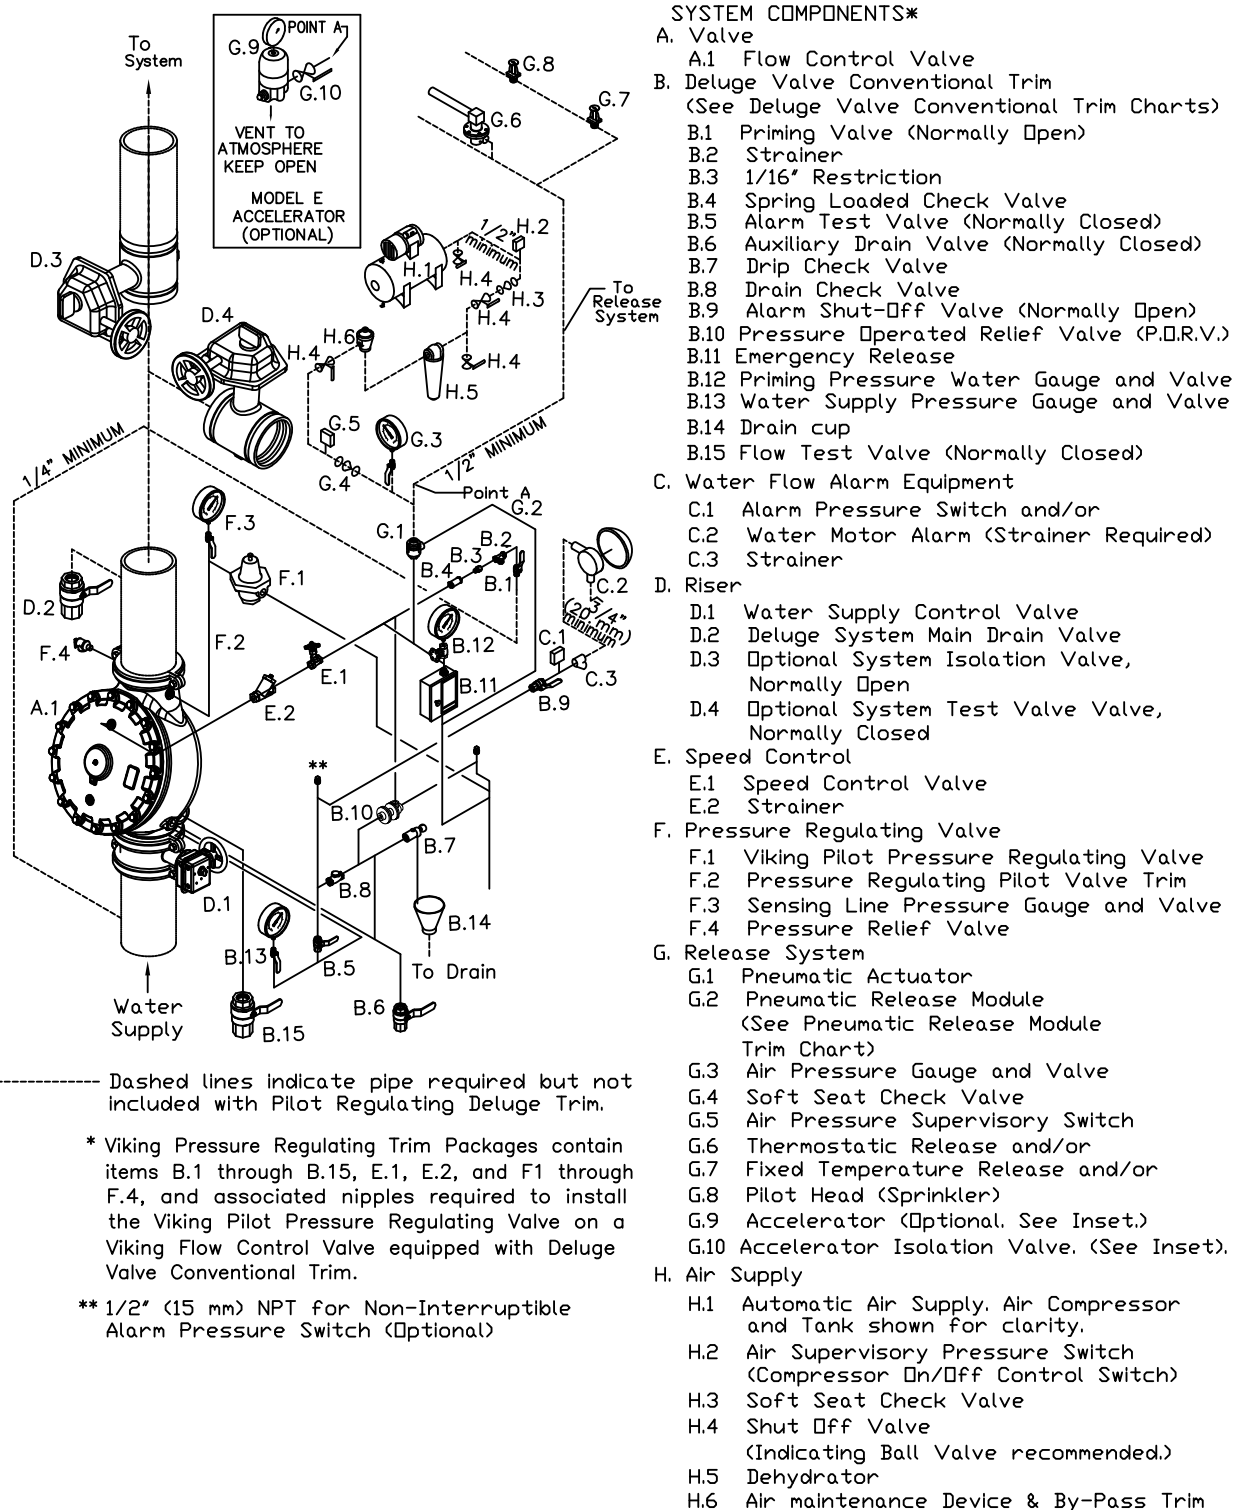 To
System
G.9
POINT A
G.10
VENT TO
ATMOSPHERE
KEEP OPEN
MODEL E
ACCELERATOR
(OPTIONAL)
G.8
G.7
G.6
D.3
D.4
1/2"
minimum
H.2
H.1
H.4
H.3
H.4
To
Release
System
H.6
H.4
H.4
H.5
G.5
G.3
G.4
1/4" MINIMUM
1/2" MINIMUM
Point A
G.2
F.3
G.1
B.2
B.3
B.4
B.1
F.1
C.2
3/4"
(20 mm)
minimum
D.2
F.2
F.4
B.12
C.1
E.1
B.11
C.3
A.1
E.2
B.9
**
B.10
B.7
B.8
D.1
B.14
B.13
B.5
To Drain
Water
Supply
B.6
B.15
Dashed lines indicate pipe required but not
included with Pilot Regulating Deluge Trim.
* Viking Pressure Regulating Trim Packages contain
items B.1 through B.15, E.1, E.2, and F1 through
F.4, and associated nipples required to install
the Viking Pilot Pressure Regulating Valve on a
Viking Flow Control Valve equipped with Deluge
Valve Conventional Trim.
** 1/2" (15 mm) NPT for Non-Interruptible
Alarm Pressure Switch (Optional)
SYSTEM COMPONENTS*
A. Valve
A.1 Flow Control Valve
B. Deluge Valve Conventional Trim
(See Deluge Valve Conventional Trim Charts)
B.1 Priming Valve (Normally Open)
B.2 Strainer
B.3 1/16" Restriction
B.4 Spring Loaded Check Valve
B.5 Alarm Test Valve (Normally Closed)
B.6 Auxiliary Drain Valve (Normally Closed)
B.7 Drip Check Valve
B.8 Drain Check Valve
B.9 Alarm Shut-Off Valve (Normally Open)
B.10 Pressure Operated Relief Valve (P.O.R.V.)
B.11 Emergency Release
B.12 Priming Pressure Water Gauge and Valve
B.13 Water Supply Pressure Gauge and Valve
B.14 Drain cup
B.15 Flow Test Valve (Normally Closed)
C. Water Flow Alarm Equipment
C.1 Alarm Pressure Switch and/or
C.2 Water Motor Alarm (Strainer Required)
C.3 Strainer
D. Riser
D.1 Water Supply Control Valve
D.2 Deluge System Main Drain Valve
D.3 Optional System Isolation Valve,
Normally Open
D.4 Optional System Test Valve Valve,
Normally Closed
E. Speed Control
E.1 Speed Control Valve
E.2 Strainer
F. Pressure Regulating Valve
F.1 Viking Pilot Pressure Regulating Valve
F.2 Pressure Regulating Pilot Valve Trim
F.3 Sensing Line Pressure Gauge and Valve
F.4 Pressure Relief Valve
G. Release System
G.1 Pneumatic Actuator
G.2 Pneumatic Release Module
(See Pneumatic Release Module
Trim Chart)
G.3 Air Pressure Gauge and Valve
G.4 Soft Seat Check Valve
G.5 Air Pressure Supervisory Switch
G.6 Thermostatic Release and/or
G.7 Fixed Temperature Release and/or
G.8 Pilot Head (Sprinkler)
G.9 Accelerator (Optional. See Inset.)
G.10 Accelerator Isolation Valve. (See Inset).
H. Air Supply
H.1 Automatic Air Supply. Air Compressor
and Tank shown for clarity.
H.2 Air Supervisory Pressure Switch
(Compressor On/Off Control Switch)
H.3 Soft Seat Check Valve
H.4 Shut Off Valve
(Indicating Ball Valve recommended.)
H.5 Dehydrator
H.6 Air maintenance Device & By-Pass Trim